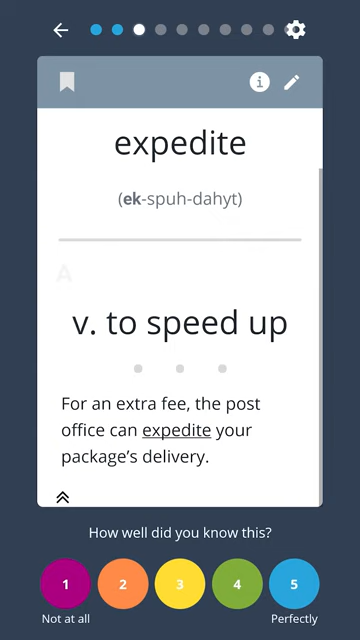 expedite
(ek-spuh-dahyt)
A
v. to speed up
For an extra fee, the post
office can expedite your
package's delivery.
How well did you know this?
1 2 3 4 5
Not at all Perfectly